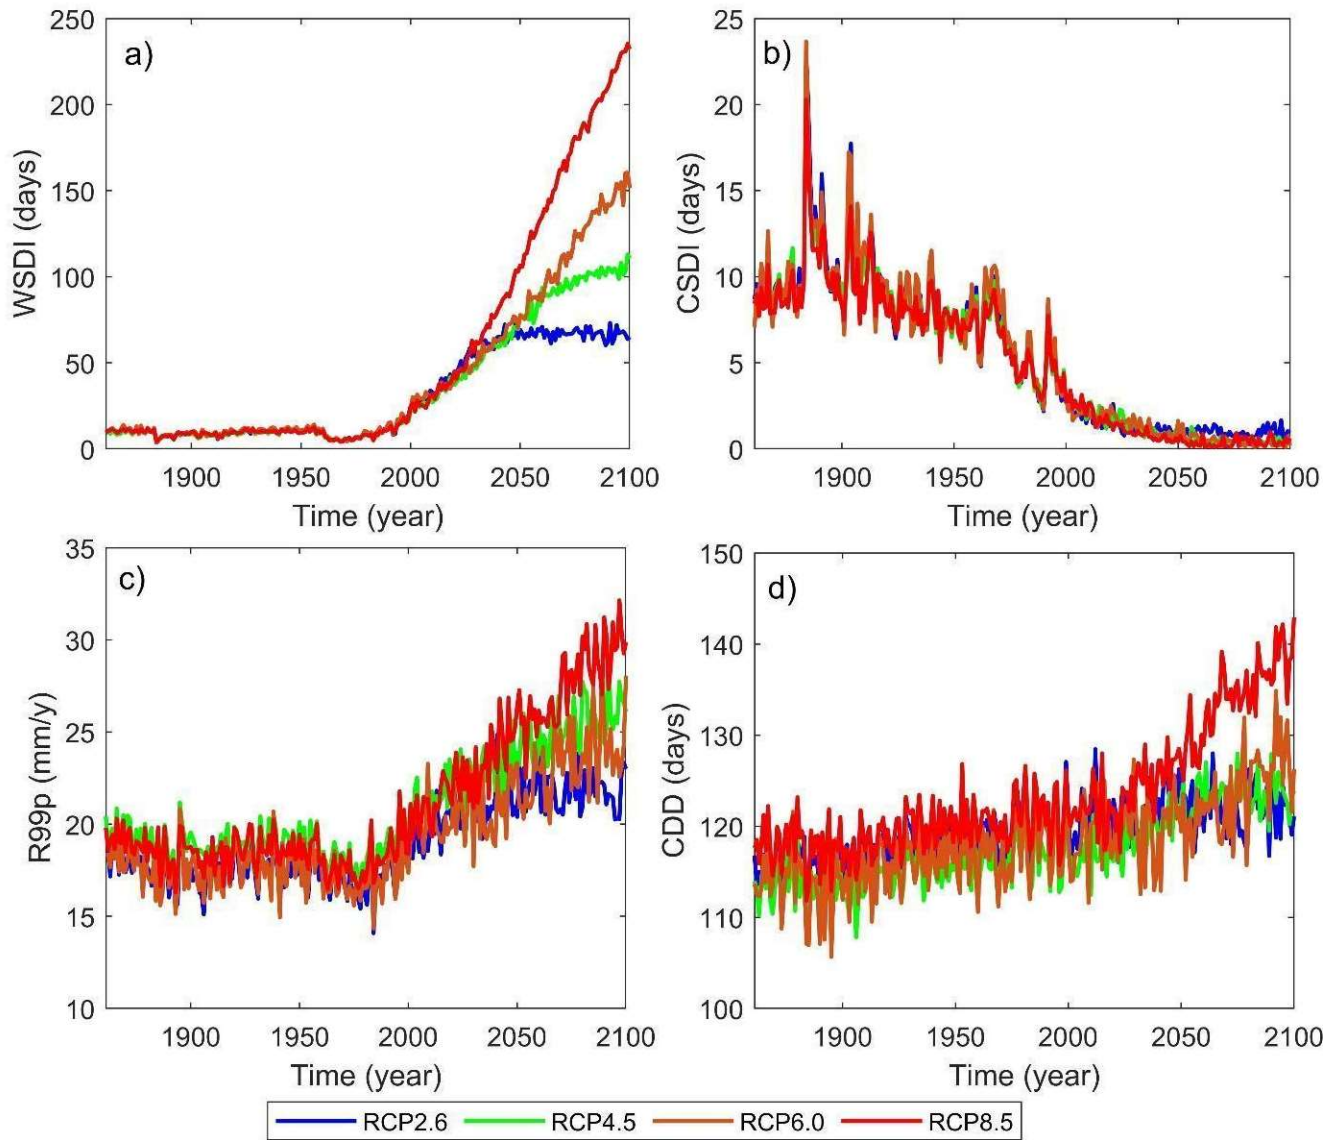 a)
250
200
150
100
50
0
WSDI (days)
1900 1950 2000 2050 2100
Time (year)
b)
25
20
15
10
5
0
CSDI (days)
1900 1950 2000 2050 2100
Time (year)
c)
35
30
25
20
15
10
R99p (mm/y)
1900 1950 2000 2050 2100
Time (year)
d)
150
140
130
120
110
100
CDD (days)
1900 1950 2000 2050 2100
Time (year)
RCP2.6 RCP4.5 RCP6.0 RCP8.5